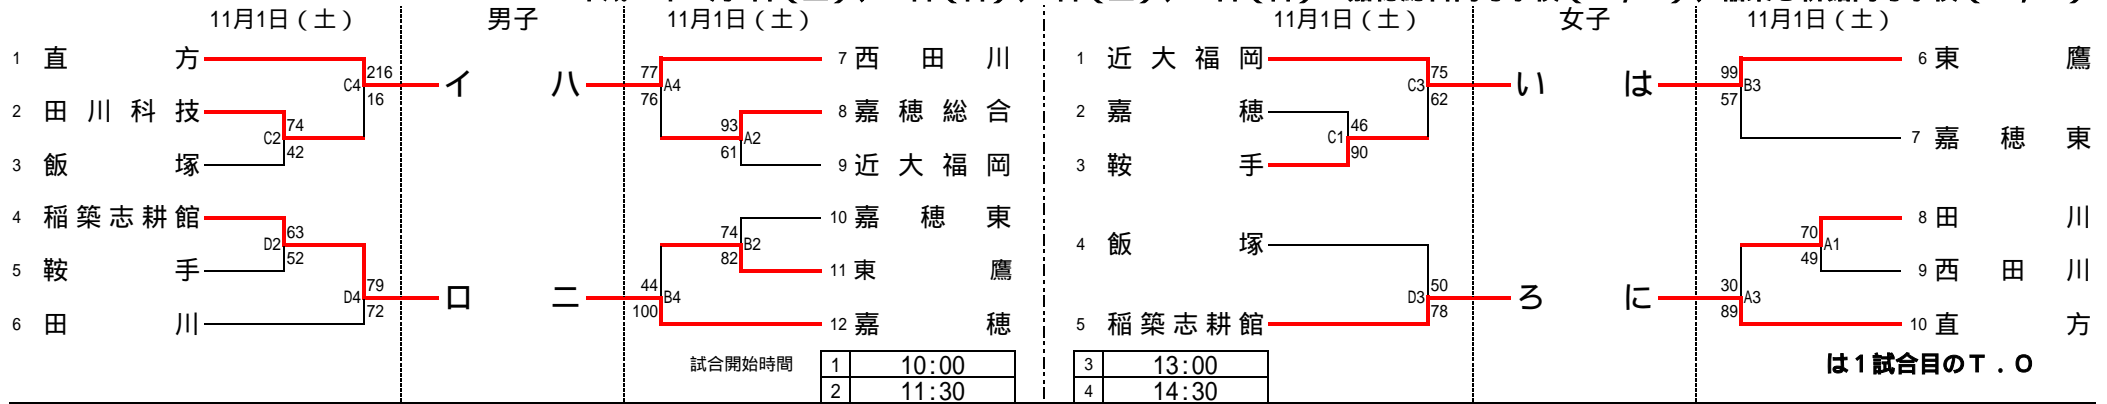 11月1日(土) 男子 11月1日(土) 11月1日(土) 女子 11月1日(土)
1 直方
2 田川科技
3 飯塚
4 稲築志耕館
5 鞍手
6 田川
C4 216 16
C2 74 42
D2 63 52
D4 79 72
イ
ロ
ハ
ニ
77 76 A4
93 61 A2
74 82 B2
44 100 B4
7 西田川
8 嘉穂総合
9 近大福岡
10 嘉穂東
11 東鷹
12 嘉穂
1 近大福岡
2 嘉穂
3 鞍手
4 飯塚
5 稲築志耕館
C3 75 62
C1 46 90
D3 50 78
い
ろ
は
に
99 57 B3
70 49 A1
30 89 A3
6 東鷹
7 嘉穂東
8 田川
9 西田川
10 直方
試合開始時間 1 10:00
2 11:30
3 13:00
4 14:30
は1試合目のT.O